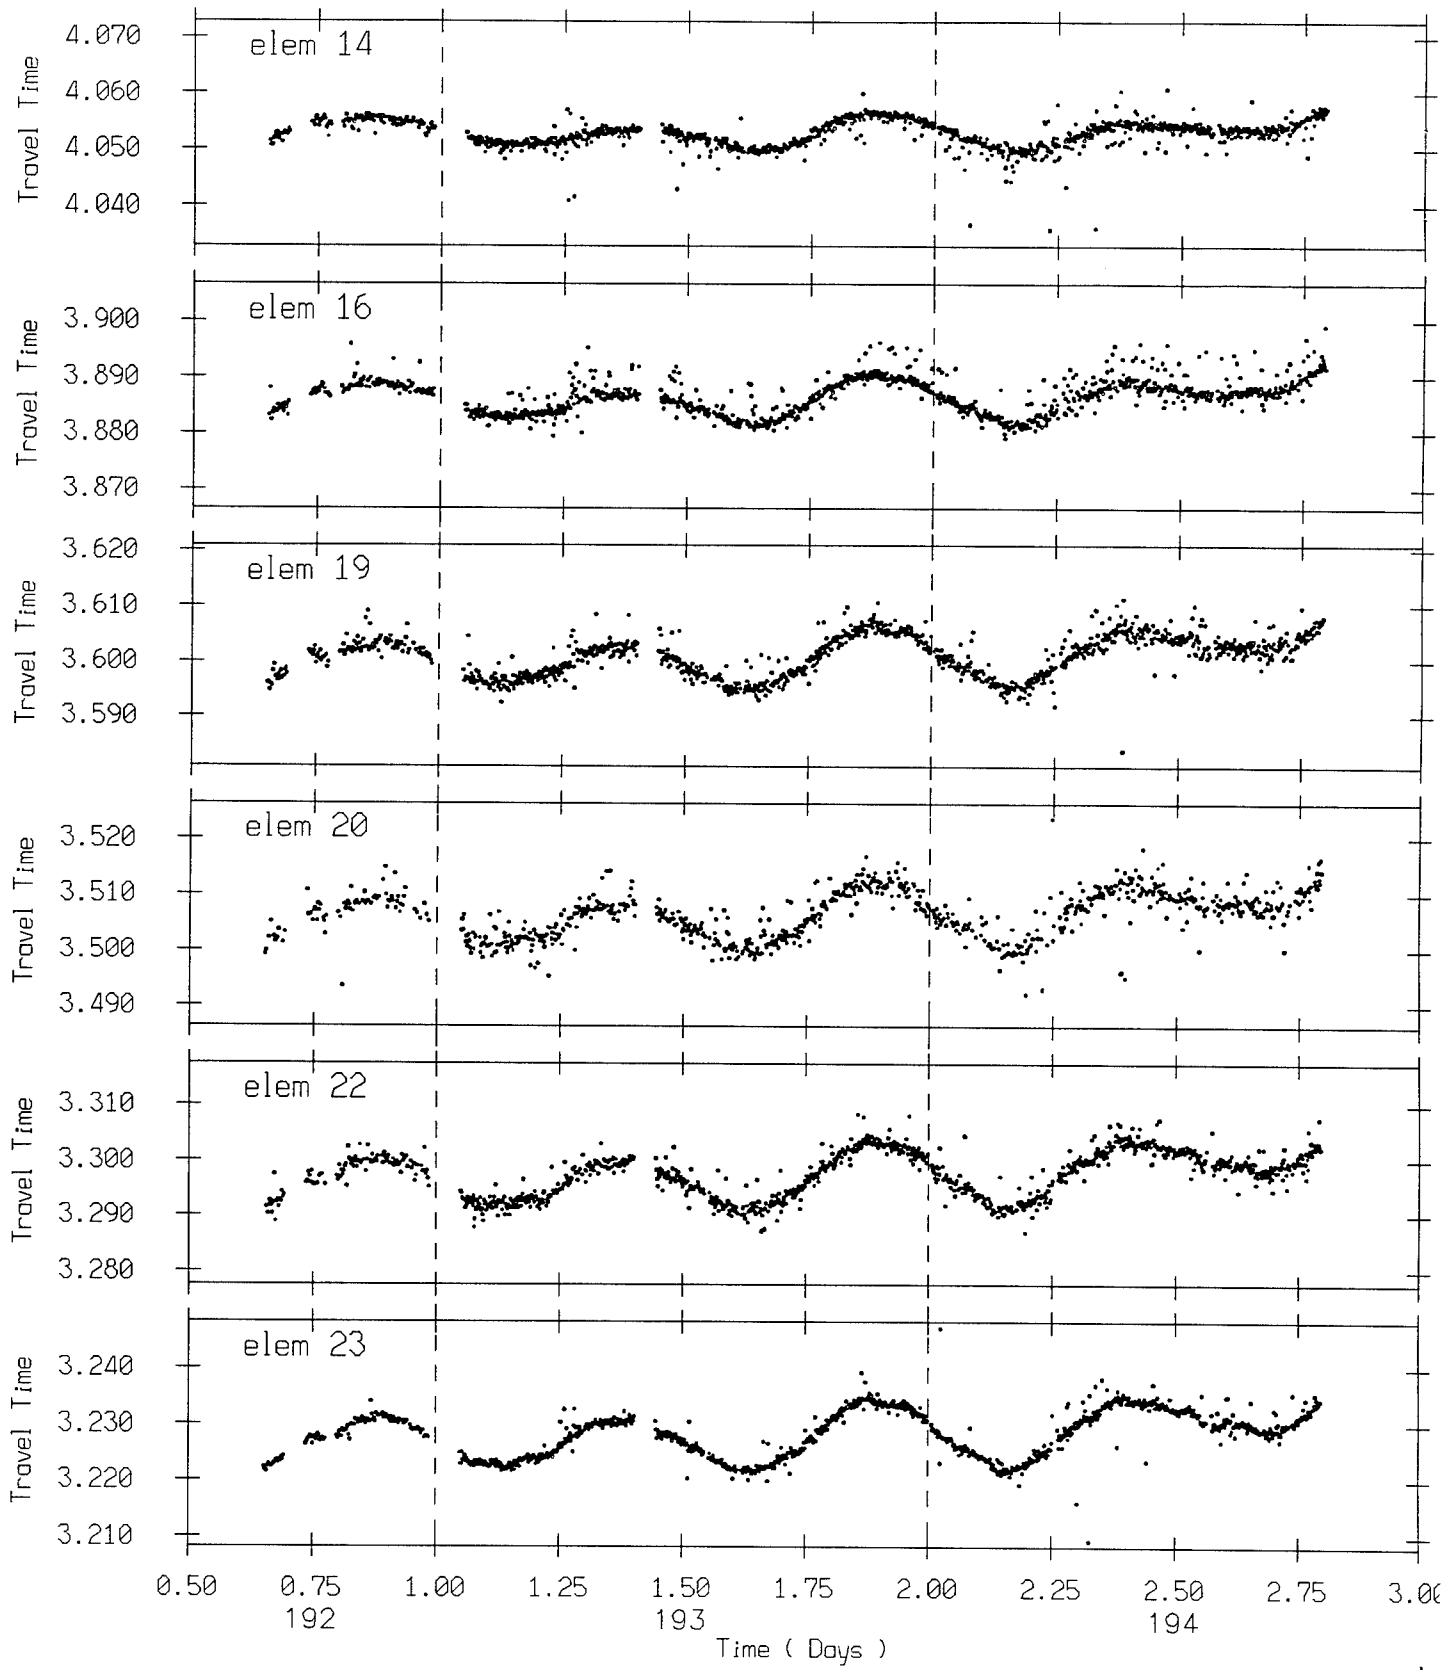 elem 14
4.070
4.060
4.050
4.040
Travel Time
elem 16
3.900
3.890
3.880
3.870
Travel Time
3.620
elem 19
3.610
3.600
3.590
Travel Time
elem 20
3.520
3.510
3.500
3.490
Travel Time
elem 22
3.310
3.300
3.290
3.280
Travel Time
elem 23
3.240
3.230
3.220
3.210
Travel Time
0.50 0.75 1.00 1.25 1.50 1.75 2.00 2.25 2.50 2.75 3.00
192 193 194
Time ( Days )